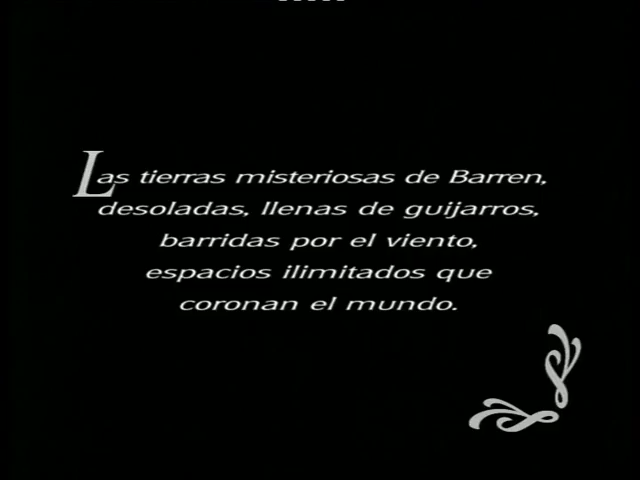 Las tierras misteriosas de Barren,
desoladas, llenas de guijarros,
barridas por el viento,
espacios ilimitados que
coronan el mundo.